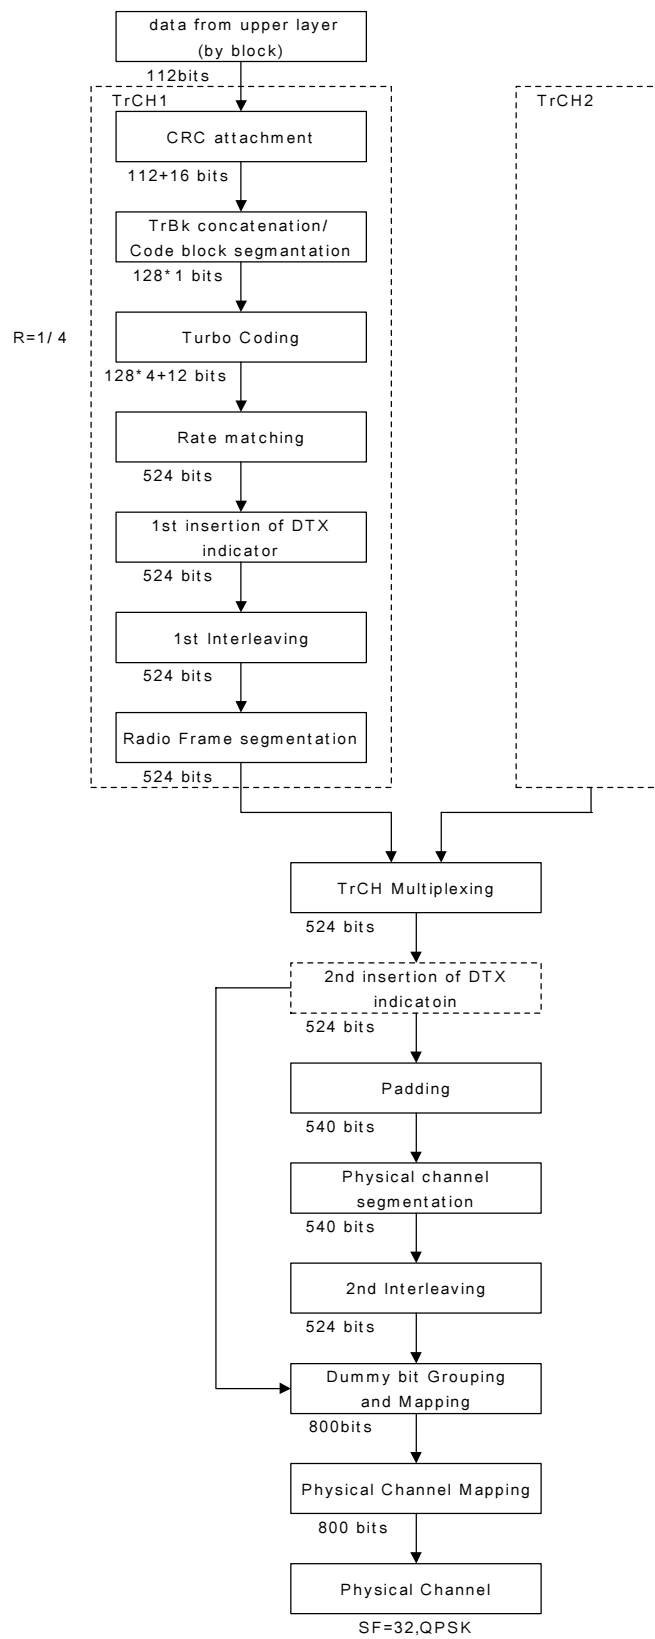 data from upper layer
(by block)
112bits
TrCH1
TrCH2
CRC attachment
112+16 bits
TrBk concatenation/
Code block segmantation
128*1 bits
R=1/4
Turbo Coding
128*4+12 bits
Rate matching
524 bits
1st insertion of DTX
indicator
524 bits
1st Interleaving
524 bits
Radio Frame segmentation
524 bits
TrCH Multiplexing
524 bits
2nd insertion of DTX
indicatoin
524 bits
Padding
540 bits
Physical channel
segmentation
540 bits
2nd Interleaving
524 bits
Dummy bit Grouping
and Mapping
800bits
Physical Channel Mapping
800 bits
Physical Channel
SF=32,QPSK